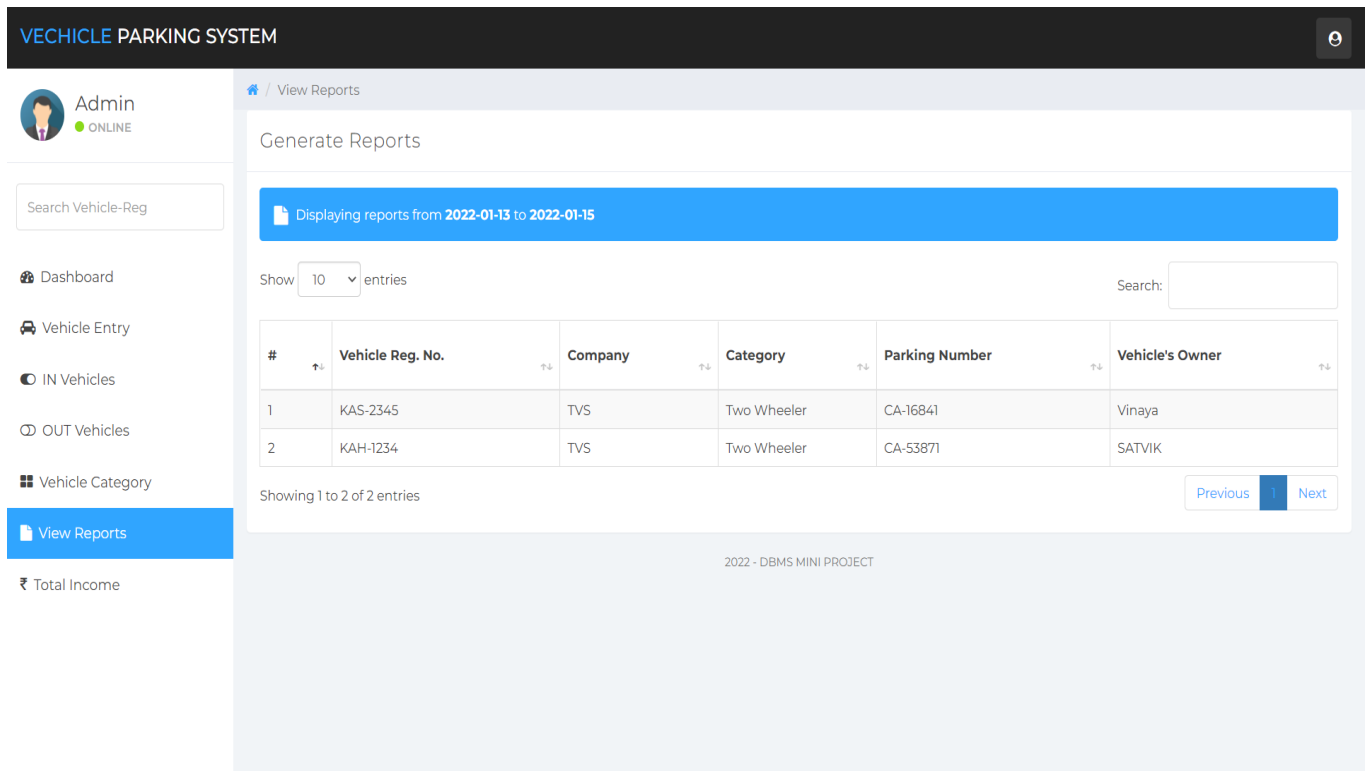 VECHICLE PARKING SYSTEM
Admin
ONLINE
Search Vehicle-Reg
Dashboard
Vehicle Entry
IN Vehicles
OUT Vehicles
Vehicle Category
View Reports
₹ Total Income
/ View Reports
Generate Reports
Displaying reports from 2022-01-13 to 2022-01-15
Show 10 entries
Search:
# Vehicle Reg. No. Company Category Parking Number Vehicle's Owner
1 KAS-2345 TVS Two Wheeler CA-16841 Vinaya
2 KAH-1234 TVS Two Wheeler CA-53871 SATVIK
Showing 1 to 2 of 2 entries
Previous 1 Next
2022 - DBMS MINI PROJECT